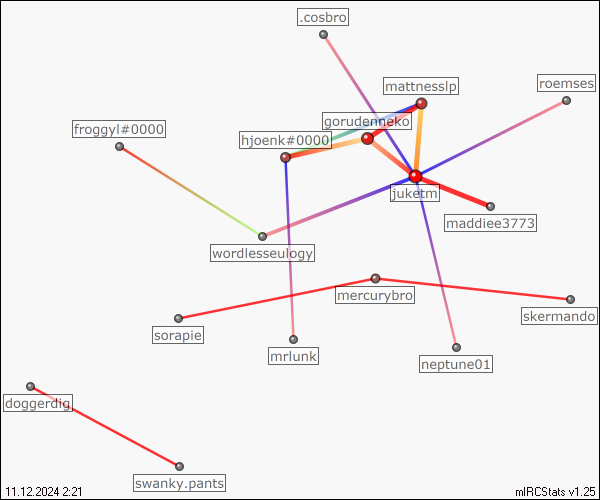 .cosbro
mattnesslp
roemses
gorudenneko
froggyl#0000
hjoenk#0000
juketm
maddiee3773
wordlesseulogy
mercurybro
skermando
sorapie
mrlunk
neptune01
doggerdig
swanky.pants
11.12.2024 2:21
mIRCStats v1.25